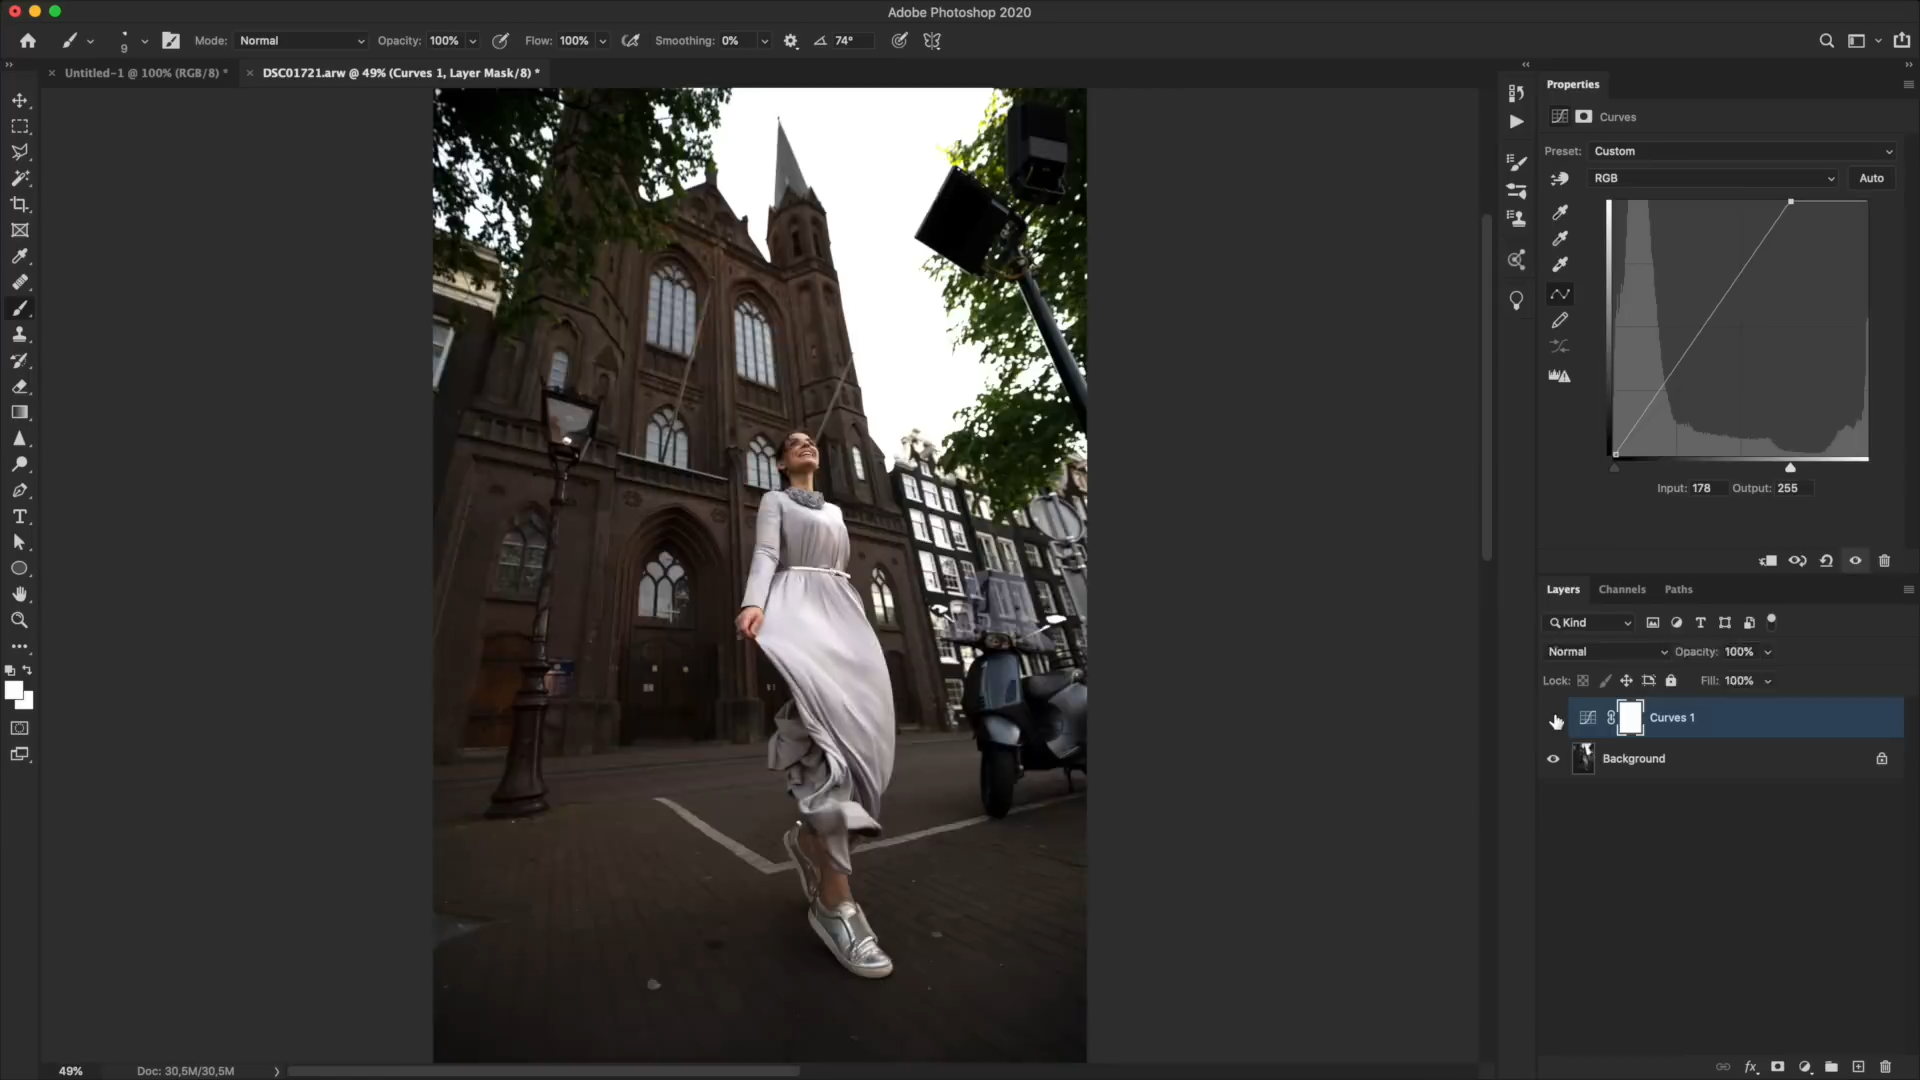 Adobe Photoshop 2020
9
Mode: Normal
Opacity: 100%
Flow: 100%
Smoothing: 0%
74°
Untitled-1 @ 100% (RGB/8) *
DSC01721.arw @ 49% (Curves 1, Layer Mask/8) *
Properties
Curves
Preset: Custom
RGB
Auto
Input: 178 Output: 255
Layers Channels Paths
Kind
Normal Opacity: 100%
Lock: Fill: 100%
Curves 1
Background
49% Doc: 30,5M/30,5M